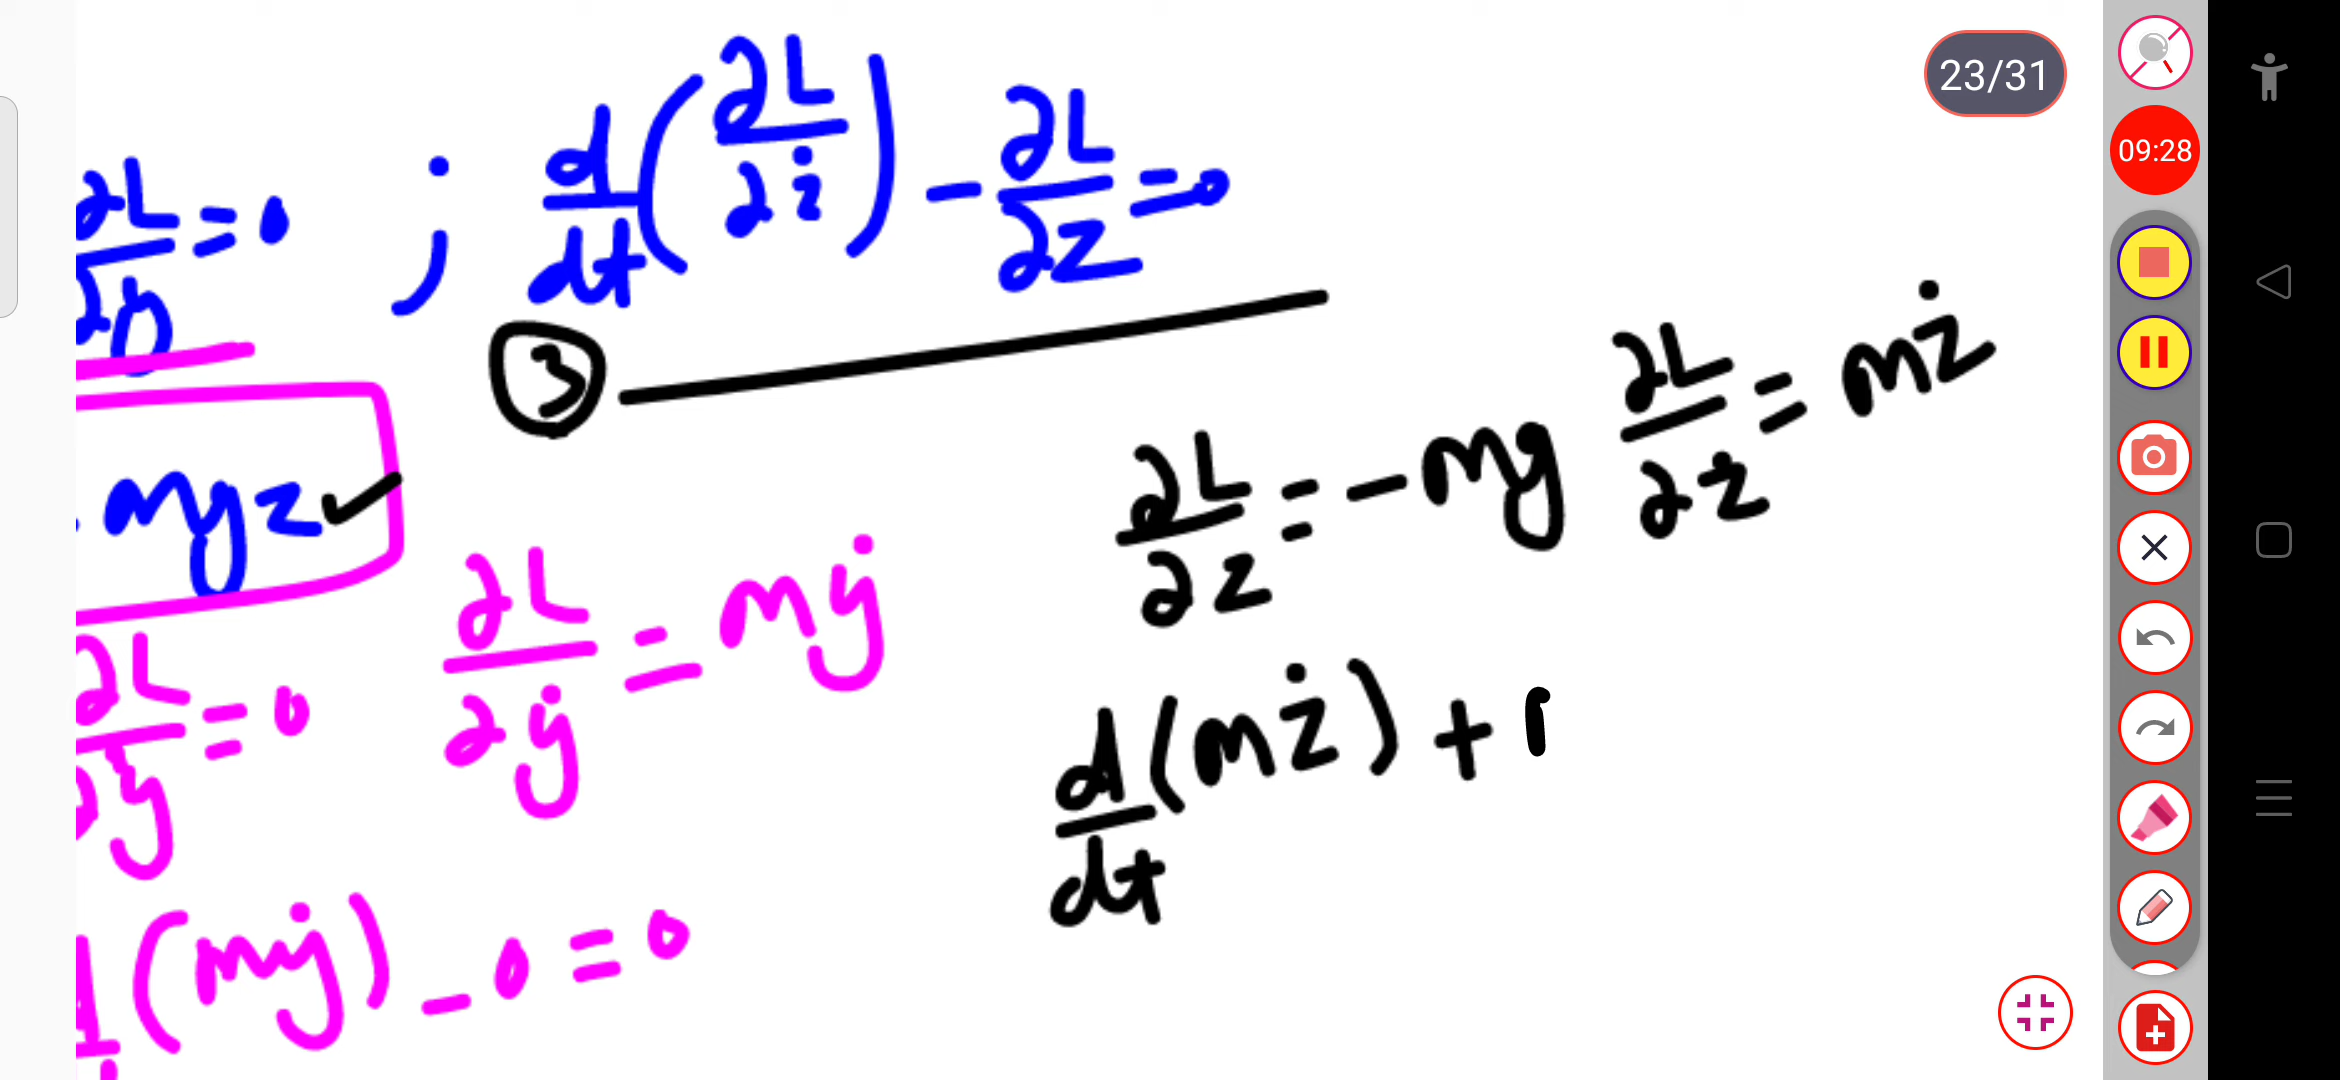 ∂L/∂y = 0 ; d/dt(∂L/∂ż) - ∂L/∂z = 0
23/31
09:28
③
mgz ✓
∂L/∂z = -mg ∂L/∂ż = mż
∂L/∂y = 0 ∂L/∂ẏ = mẏ
d/dt (mż) +
(mẏ) - 0 = 0